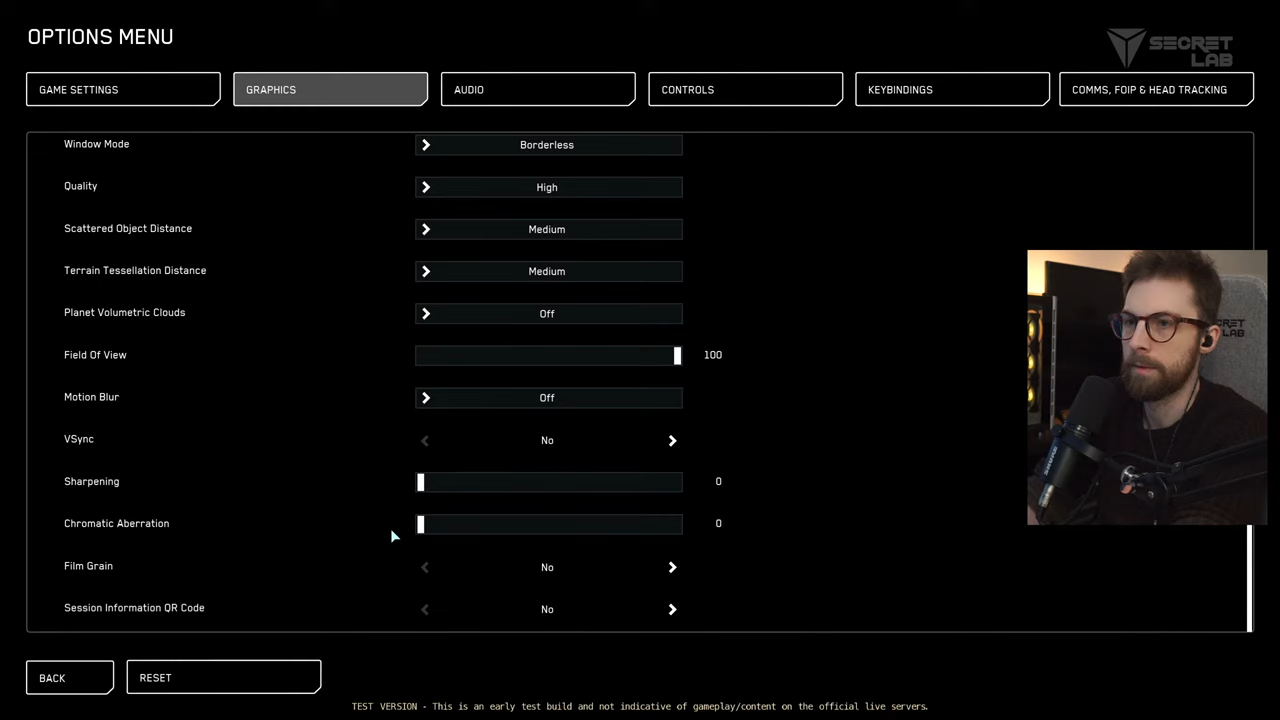 OPTIONS MENU
SECRET
LAB
GAME SETTINGS
GRAPHICS
AUDIO
CONTROLS
KEYBINDINGS
COMMS, FOIP & HEAD TRACKING
Window Mode
Borderless
Quality
High
Scattered Object Distance
Medium
Terrain Tessellation Distance
Medium
Planet Volumetric Clouds
Off
Field Of View
100
Motion Blur
Off
VSync
No
Sharpening
0
Chromatic Aberration
0
Film Grain
No
Session Information QR Code
No
BACK
RESET
TEST VERSION - This is an early test build and not indicative of gameplay/content on the official live servers.